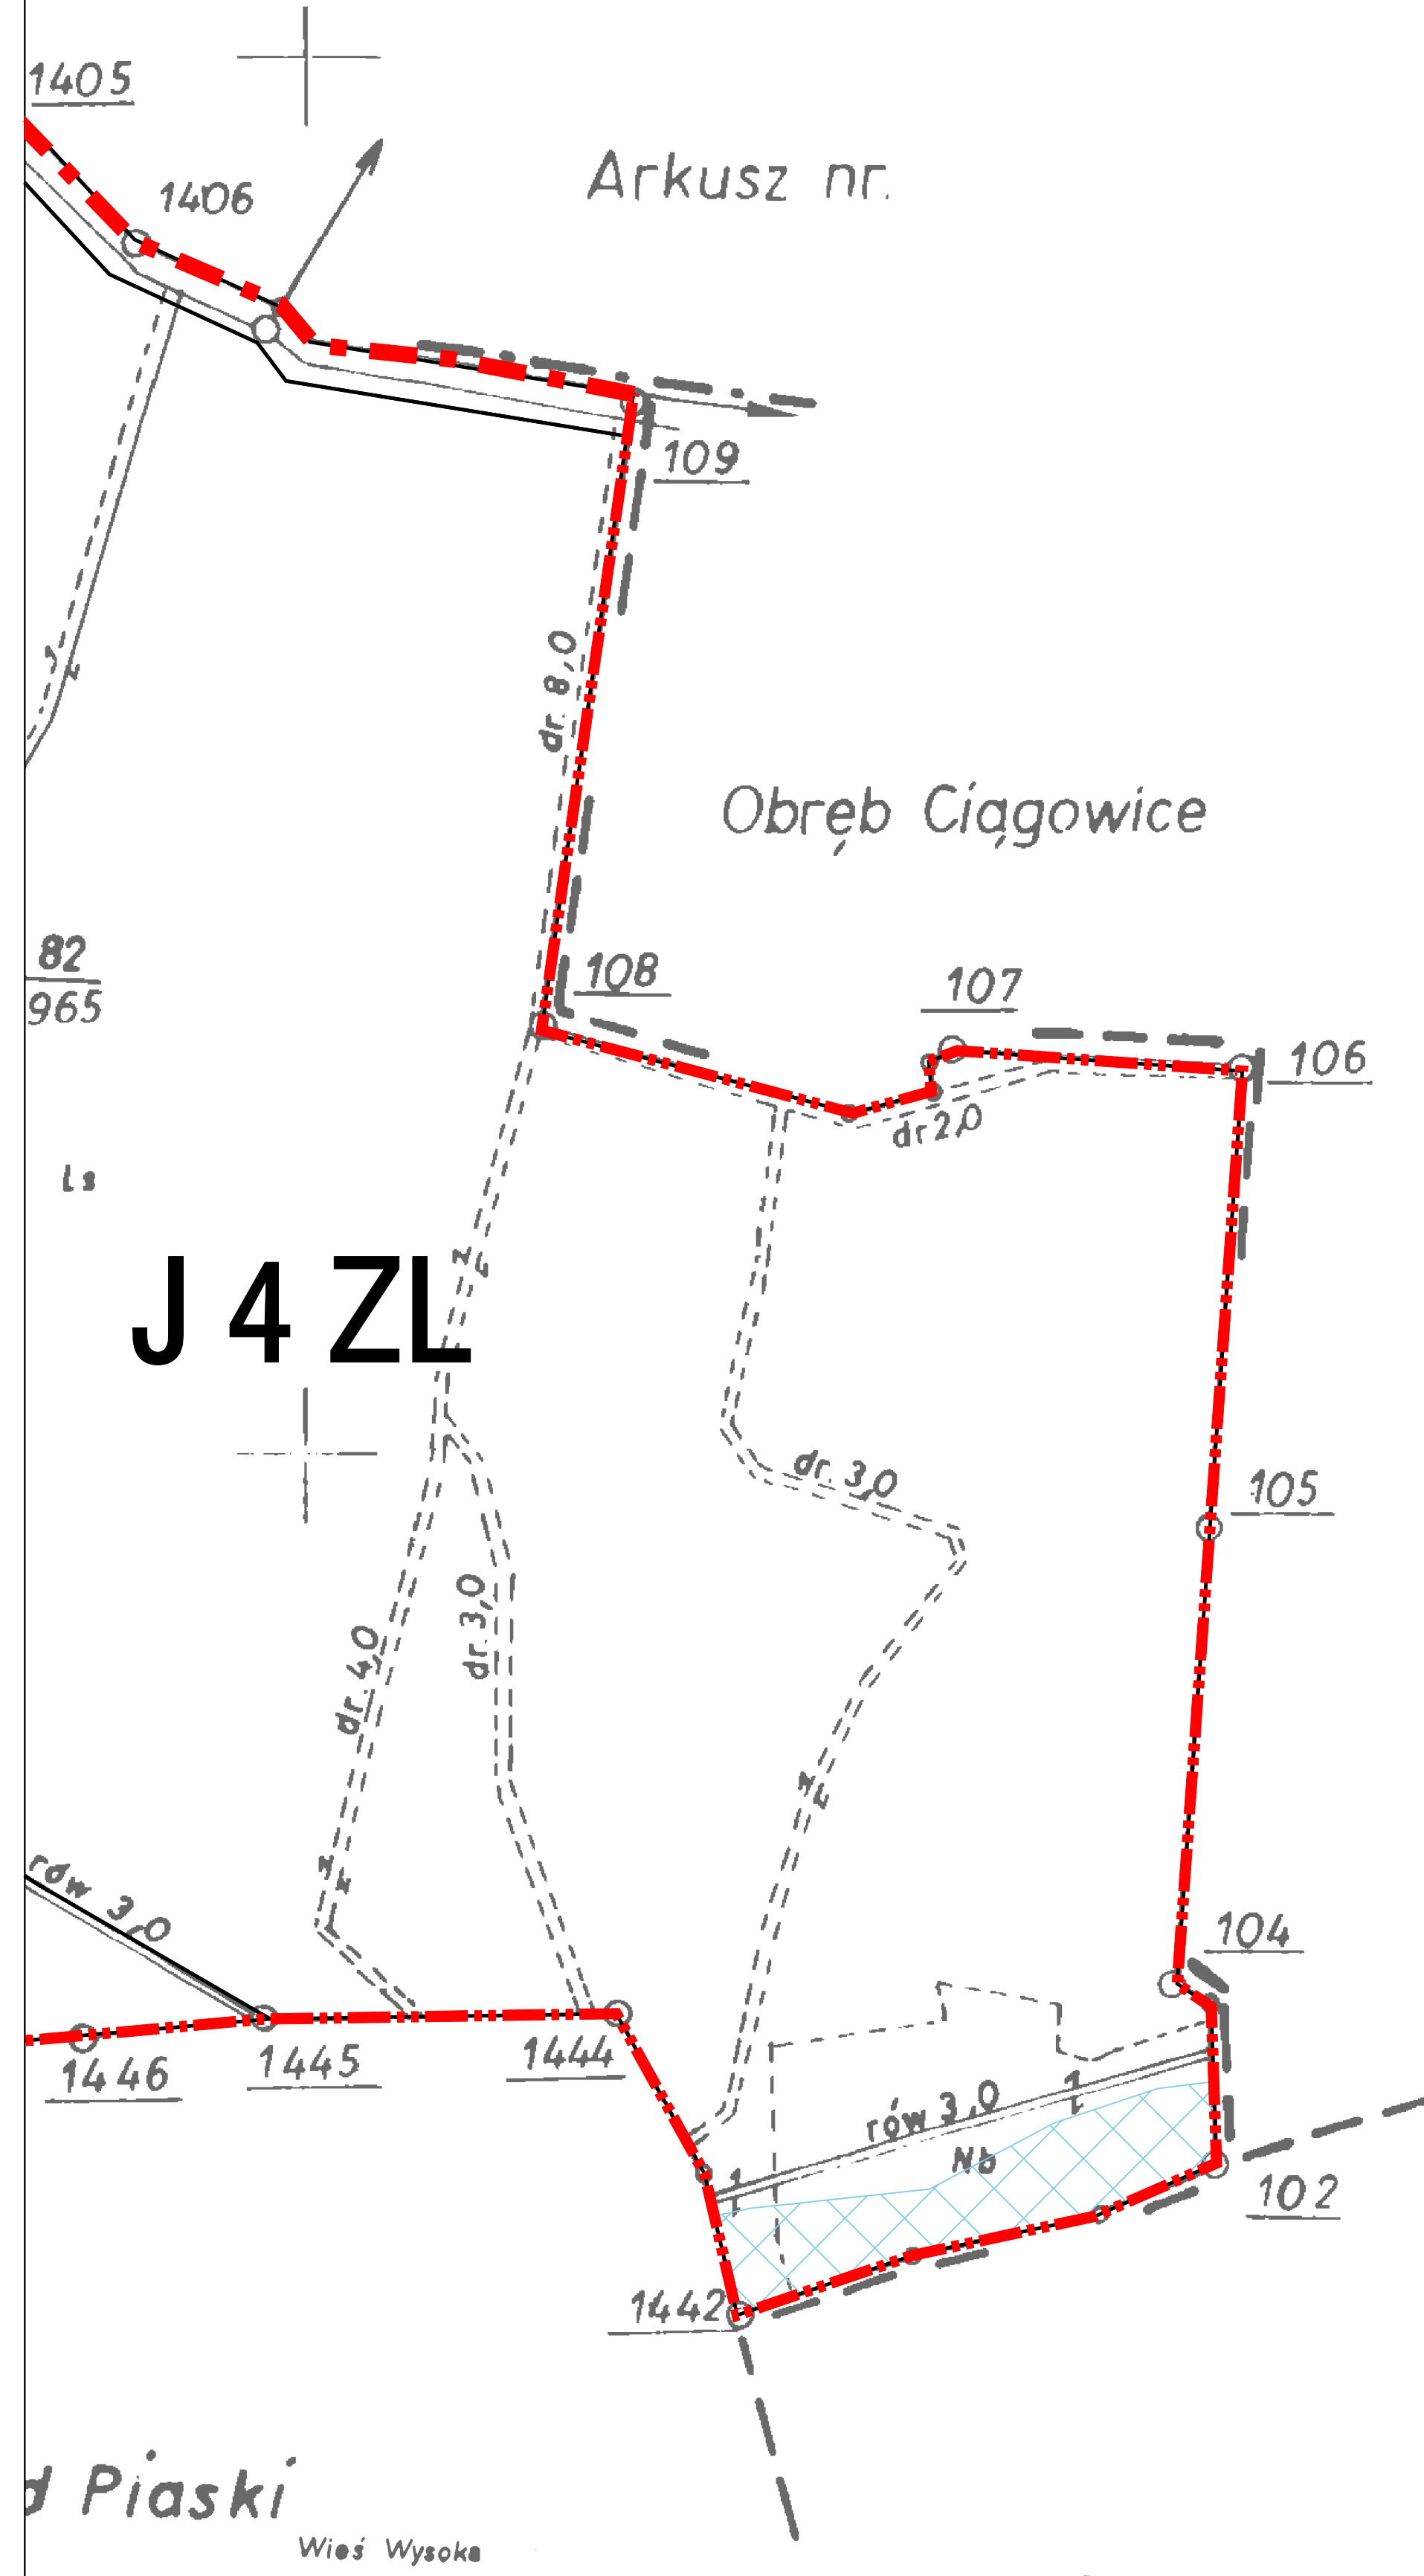 1405
1406
Arkusz nr.
109
dr. 8,0
Obręb Ciągowice
82
965
108
107
106
dr 2,0
Ls
J 4 ZL
dr. 3,0
105
dr. 4,0
dr. 3,0
rów 3,0
104
1446
1445
1444
rów 3,0
Nb
102
1442
d Piaski
Wieś Wysoka